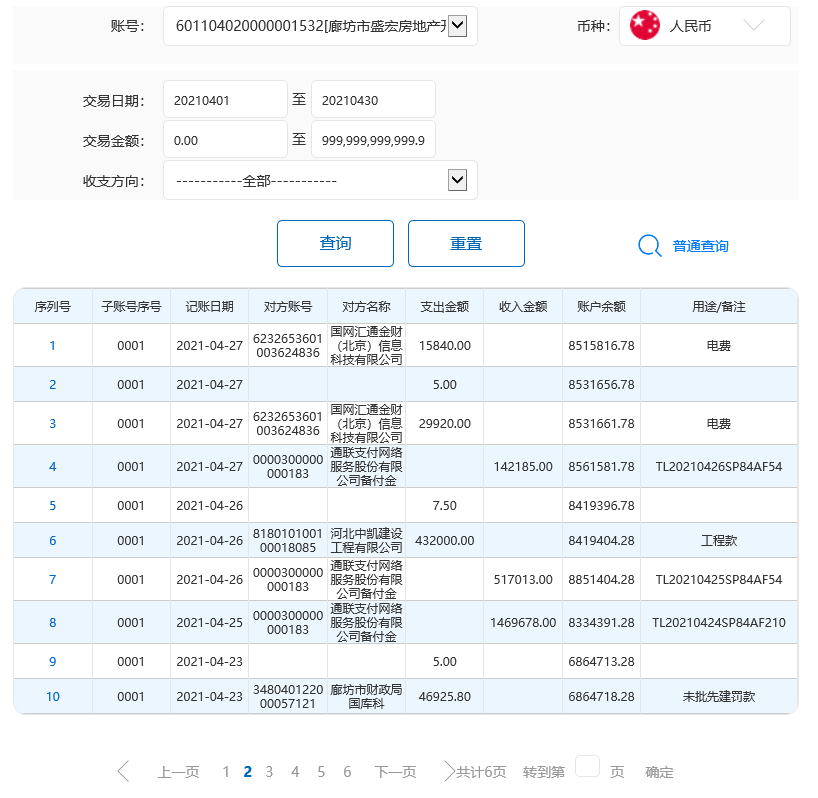 账号: 601104020000001532[廊坊市盛宏房地产开 币种: 人民币
交易日期: 20210401 至 20210430
交易金额: 0.00 至 999,999,999,999.9
收支方向: -----------全部-----------
查询 重置 普通查询
序列号 子账号序号 记账日期 对方账号 对方名称 支出金额 收入金额 账户余额 用途/备注
1 0001 2021-04-27 6232653601003624836 国网汇通金财（北京）信息科技有限公司 15840.00 8515816.78 电费
2 0001 2021-04-27 5.00 8531656.78
3 0001 2021-04-27 6232653601003624836 国网汇通金财（北京）信息科技有限公司 29920.00 8531661.78 电费
4 0001 2021-04-27 0000300000000183 通联支付网络服务股份有限公司备付金 142185.00 8561581.78 TL20210426SP84AF54
5 0001 2021-04-26 7.50 8419396.78
6 0001 2021-04-26 818010100100018085 河北中凯建设工程有限公司 432000.00 8419404.28 工程款
7 0001 2021-04-26 0000300000000183 通联支付网络服务股份有限公司备付金 517013.00 8851404.28 TL20210425SP84AF54
8 0001 2021-04-25 0000300000000183 通联支付网络服务股份有限公司备付金 1469678.00 8334391.28 TL20210424SP84AF210
9 0001 2021-04-23 5.00 6864713.28
10 0001 2021-04-23 348040122000057121 廊坊市财政局国库科 46925.80 6864718.28 未批先建罚款
上一页 1 2 3 4 5 6 下一页 共计6页 转到第 页 确定